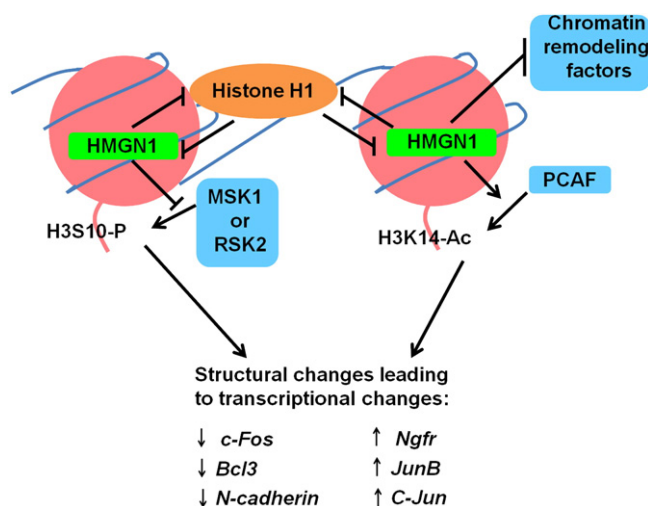 Chromatin
remodeling
factors
Histone H1
HMGN1
HMGN1
MSK1
or
RSK2
PCAF
H3S10-P
H3K14-Ac
Structural changes leading
to transcriptional changes:
↓ c-Fos
↑ Ngfr
↓ Bcl3
↑ JunB
↓ N-cadherin
↑ C-Jun